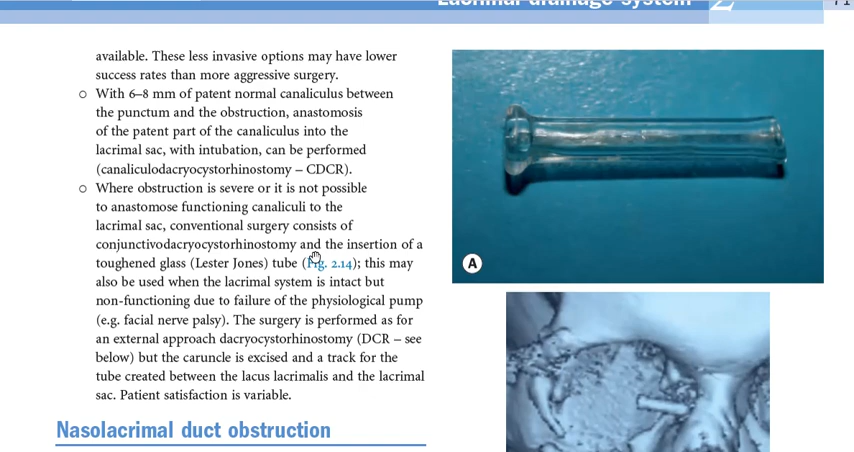 Lacrimal drainage system 2
available. These less invasive options may have lower
success rates than more aggressive surgery.
○ With 6–8 mm of patent normal canaliculus between
the punctum and the obstruction, anastomosis
of the patent part of the canaliculus into the
lacrimal sac, with intubation, can be performed
(canaliculodacryocystorhinostomy – CDCR).
○ Where obstruction is severe or it is not possible
to anastomose functioning canaliculi to the
lacrimal sac, conventional surgery consists of
conjunctivodacryocystorhinostomy and the insertion of a
toughened glass (Lester Jones) tube (Fig. 2.14); this may
also be used when the lacrimal system is intact but
non-functioning due to failure of the physiological pump
(e.g. facial nerve palsy). The surgery is performed as for
an external approach dacryocystorhinostomy (DCR – see
below) but the caruncle is excised and a track for the
tube created between the lacus lacrimalis and the lacrimal
sac. Patient satisfaction is variable.
Nasolacrimal duct obstruction
A